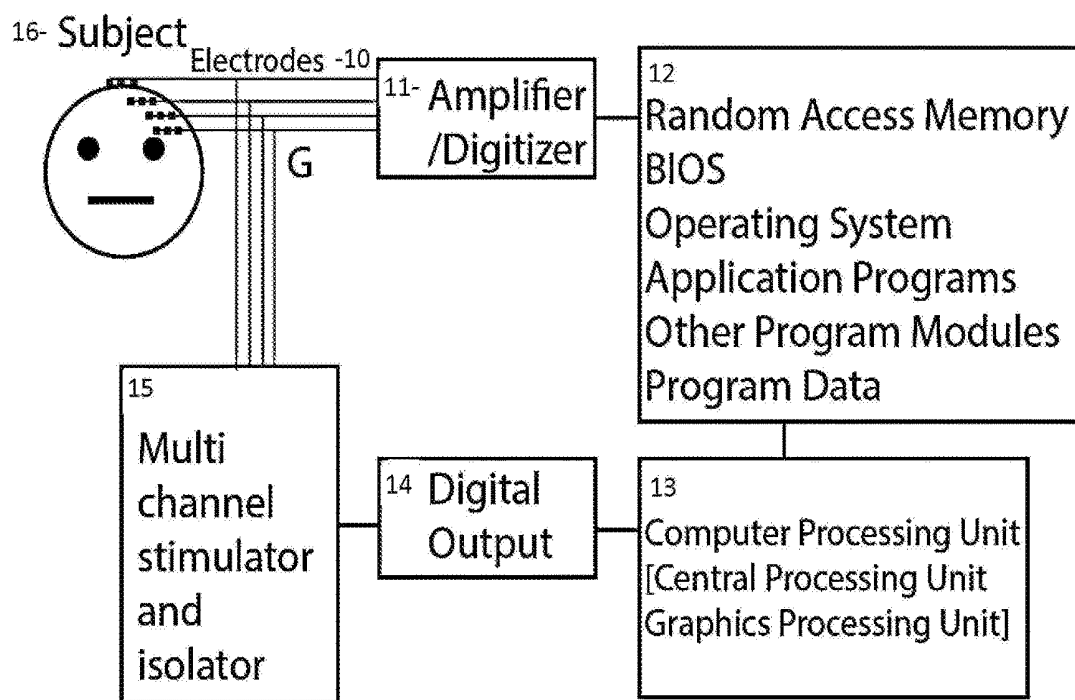 16- Subject
Electrodes -10
G
11- Amplifier
/Digitizer
12
Random Access Memory
BIOS
Operating System
Application Programs
Other Program Modules
Program Data
13
Computer Processing Unit
[Central Processing Unit
Graphics Processing Unit]
14 Digital
Output
15
Multi
channel
stimulator
and
isolator